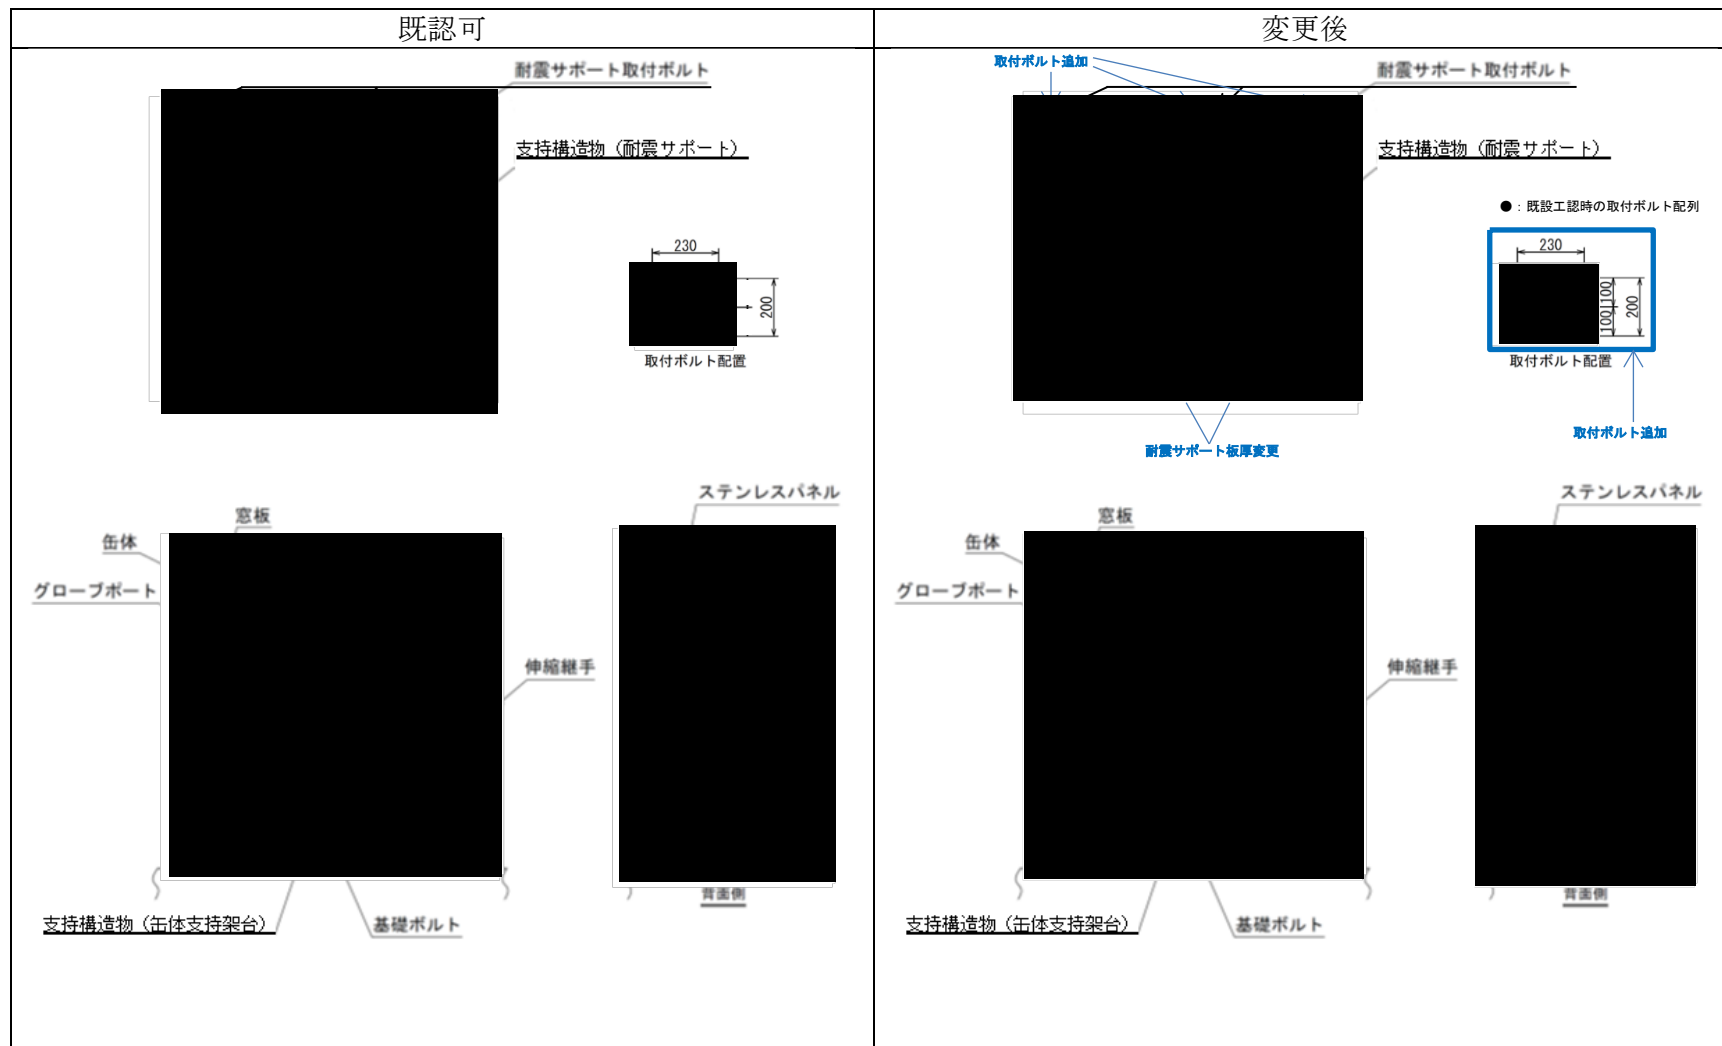 既認可
耐震サポート取付ボルト
支持構造物（耐震サポート）
230
200
取付ボルト配置
ステンレスパネル
窓板
缶体
グローブポート
伸縮継手
背面側
支持構造物（缶体支持架台）
基礎ボルト
変更後
取付ボルト追加
耐震サポート取付ボルト
支持構造物（耐震サポート）
●：既設工認時の取付ボルト配列
230
100
100
200
取付ボルト配置
取付ボルト追加
耐震サポート板厚変更
ステンレスパネル
窓板
缶体
グローブポート
伸縮継手
背面側
支持構造物（缶体支持架台）
基礎ボルト